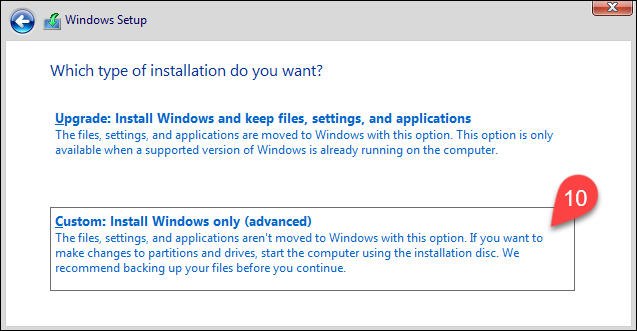 Windows Setup
Which type of installation do you want?
Upgrade: Install Windows and keep files, settings, and applications
The files, settings, and applications are moved to Windows with this option. This option is only
available when a supported version of Windows is already running on the computer.
10
Custom: Install Windows only (advanced)
The files, settings, and applications aren't moved to Windows with this option. If you want to
make changes to partitions and drives, start the computer using the installation disc. We
recommend backing up your files before you continue.